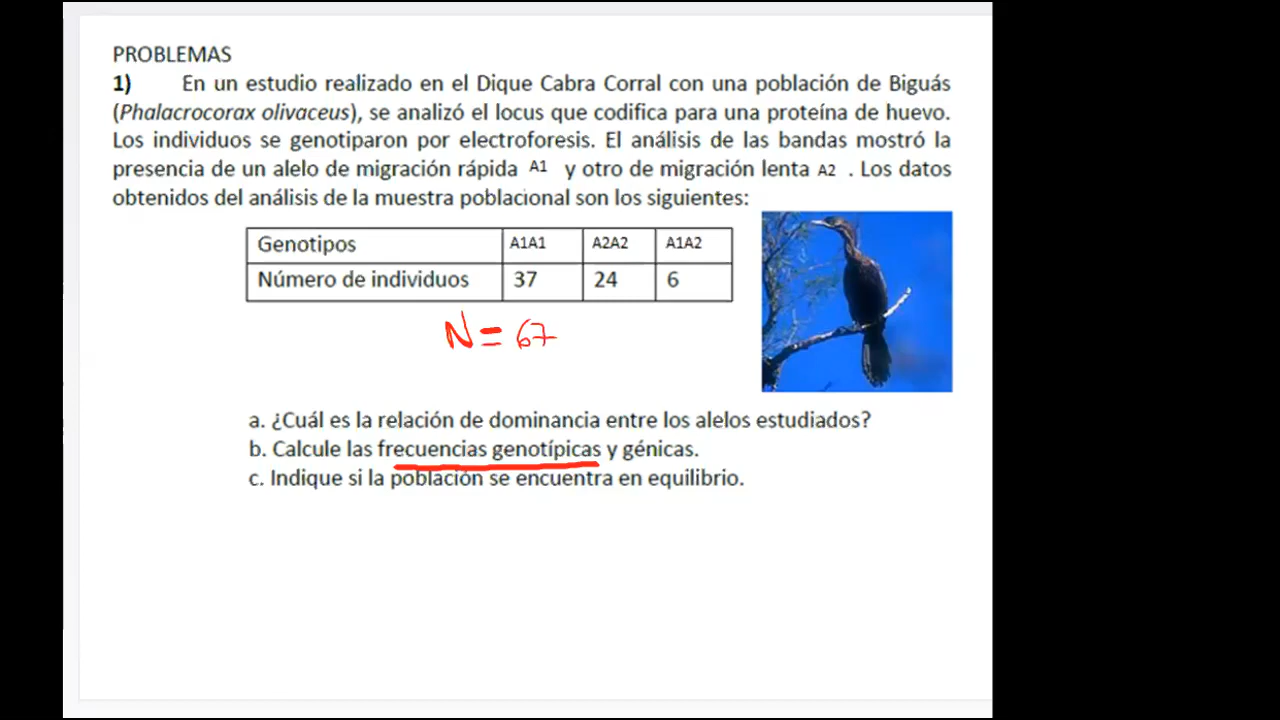 PROBLEMAS
1) En un estudio realizado en el Dique Cabra Corral con una población de Biguás
(Phalacrocorax olivaceus), se analizó el locus que codifica para una proteína de huevo.
Los individuos se genotiparon por electroforesis. El análisis de las bandas mostró la
presencia de un alelo de migración rápida A1 y otro de migración lenta A2 . Los datos
obtenidos del análisis de la muestra poblacional son los siguientes:
Genotipos A1A1 A2A2 A1A2
Número de individuos 37 24 6
N = 67
a. ¿Cuál es la relación de dominancia entre los alelos estudiados?
b. Calcule las frecuencias genotípicas y génicas.
c. Indique si la población se encuentra en equilibrio.